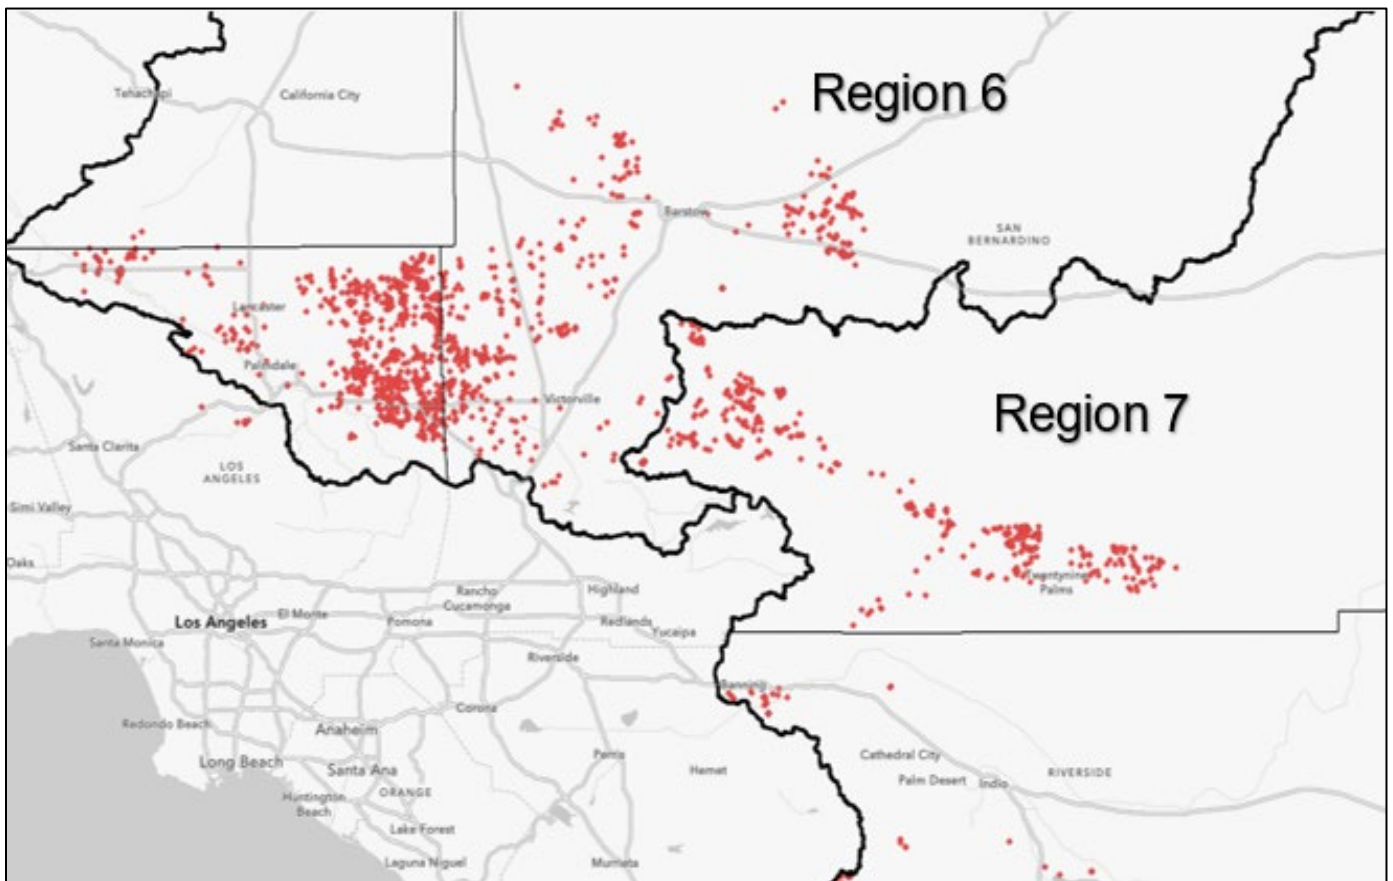 Region 6
Tehachapi
California City
Barstow
SAN
BERNARDINO
Lancaster
Palmdale
Victorville
Region 7
Santa Clarita
LOS
ANGELES
Simi Valley
Oaks
Twentynine
Palms
Rancho
Cucamonga
Highland
Los Angeles
El Monte
Pomona
Redlands
Yucaipa
Santa Monica
Riverside
Banning
Corona
Redondo Beach
Anaheim
Long Beach
Santa Ana
Perris
Hemet
Cathedral City
Palm Desert
Indio
RIVERSIDE
Huntington
Beach
ORANGE
Lake Forest
Laguna Niguel
Murrieta